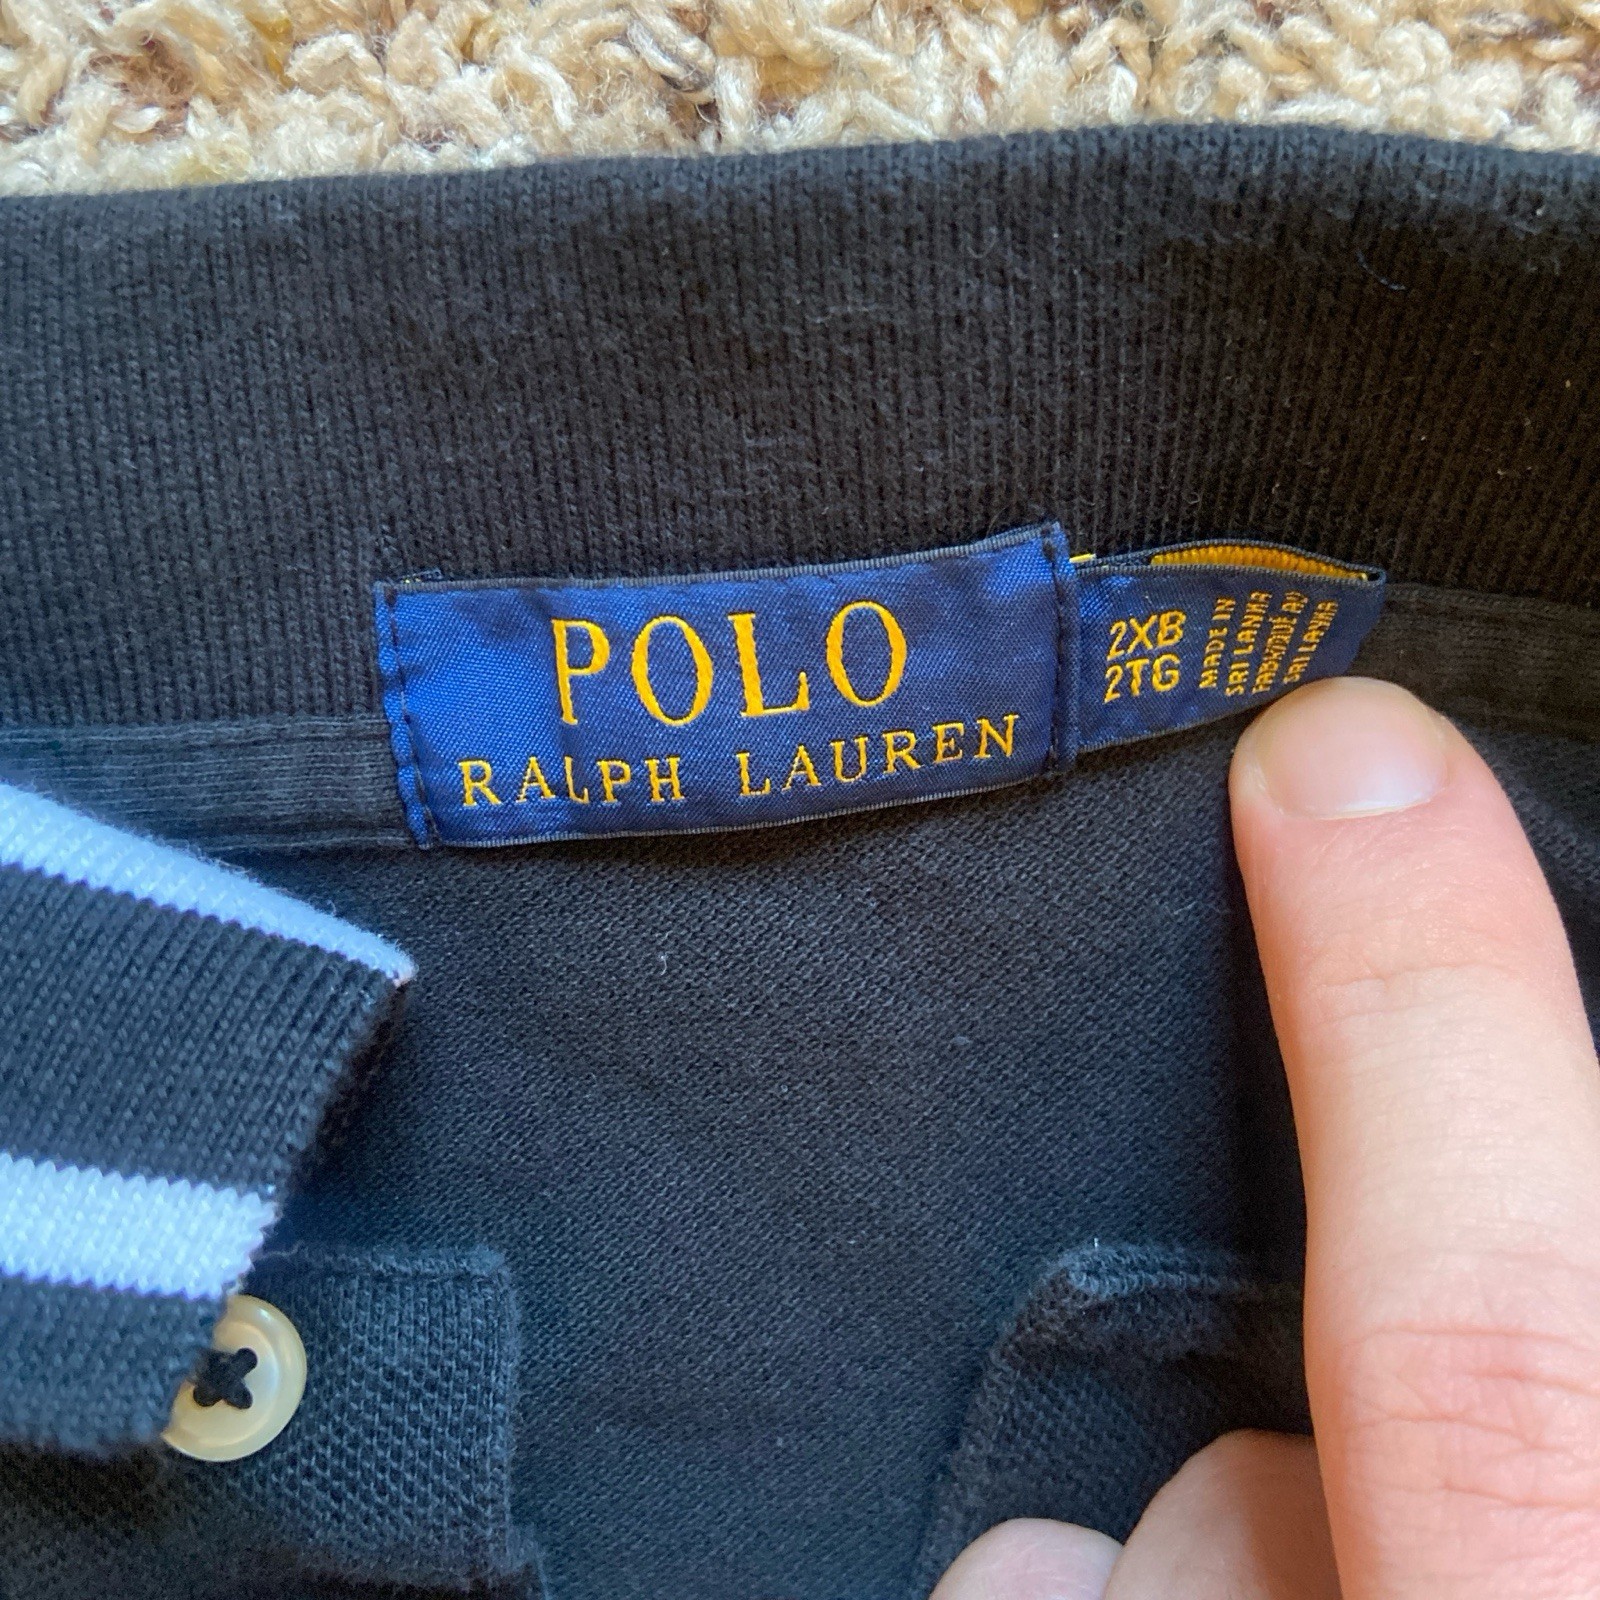 POLO
RALPH LAUREN
2XB
2TG
MADE IN
SRI LANKA
FABRIQUÉ AU
SRI LANKA